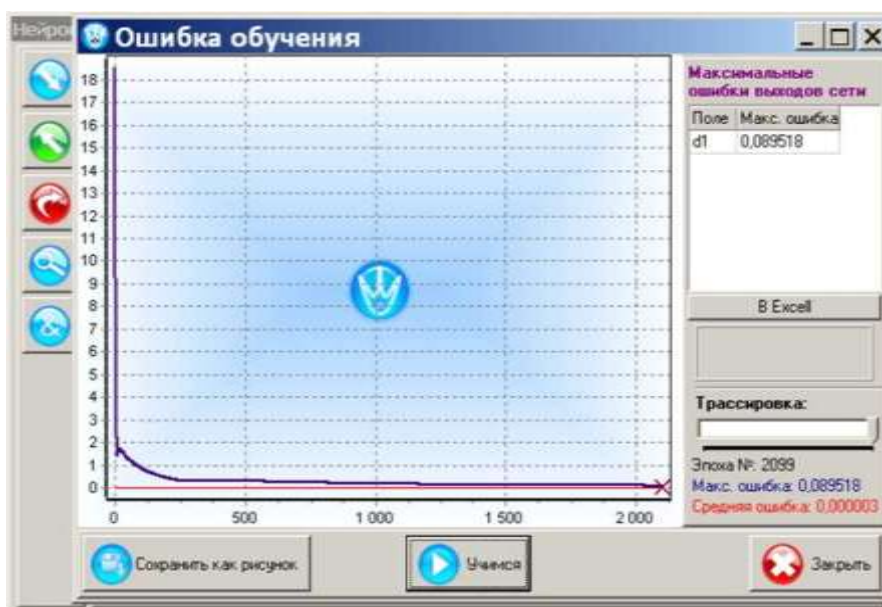 Нейрон
Ошибка обучения
18
17
16
15
14
13
12
11
10
9
8
7
6
5
4
3
2
1
0
0 500 1 000 1 500 2 000
Максимальные
ошибки выходов сети
Поле Макс. ошибка
d1 0,089518
В Excell
Трассировка:
Эпоха №: 2099
Макс. ошибка: 0,089518
Средняя ошибка: 0,000003
Сохранить как рисунок Учимся Закрыть